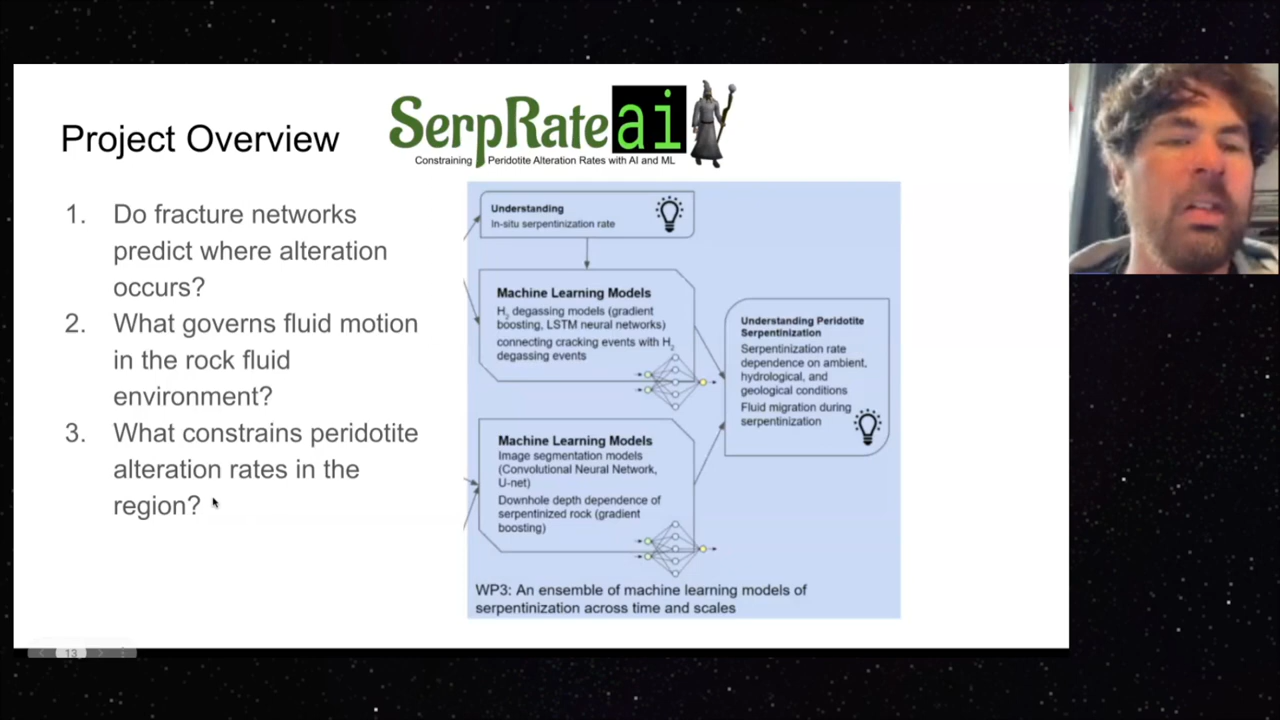 Project Overview
SerpRate ai
Constraining Peridotite Alteration Rates with AI and ML
1. Do fracture networks
predict where alteration
occurs?
2. What governs fluid motion
in the rock fluid
environment?
3. What constrains peridotite
alteration rates in the
region?
Understanding
In-situ serpentinization rate
Machine Learning Models
H₂ degassing models (gradient
boosting, LSTM neural networks)
connecting cracking events with H₂
degassing events
Machine Learning Models
Image segmentation models
(Convolutional Neural Network,
U-net)
Downhole depth dependence of
serpentinized rock (gradient
boosting)
Understanding Peridotite
Serpentinization
Serpentinization rate
dependence on ambient,
hydrological, and
geological conditions
Fluid migration during
serpentinization
WP3: An ensemble of machine learning models of
serpentinization across time and scales
13